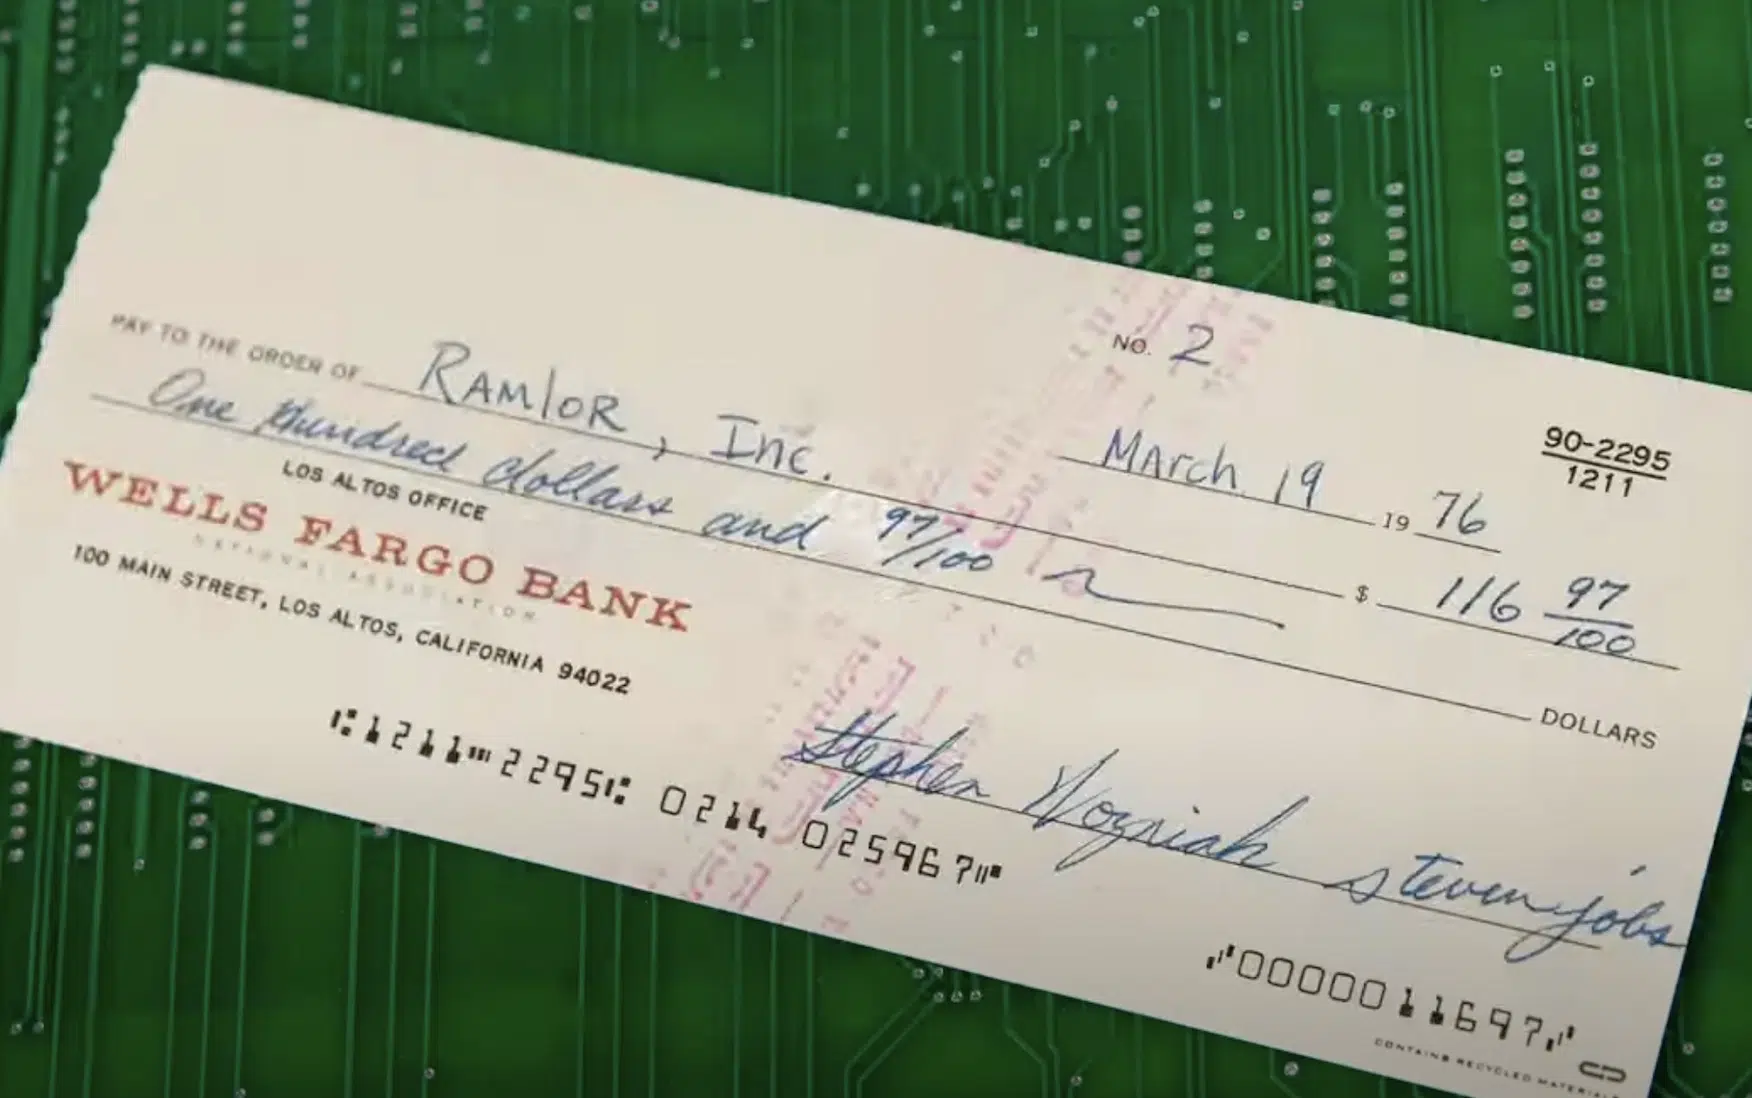 NO. 2
90-2295
1211
March 19 19 76
PAY TO THE ORDER OF RAMLOR, Inc. $ 116 97/100
One hundred dollars and 97/100 DOLLARS
LOS ALTOS OFFICE
WELLS FARGO BANK
NATIONAL ASSOCIATION
100 MAIN STREET, LOS ALTOS, CALIFORNIA 94022
Stephen Wozniak steven jobs
⑆1211⑉2295⑆ 0214 025967⑈
⑈0000011697⑈
CONTAINS RECYCLED MATERIALS